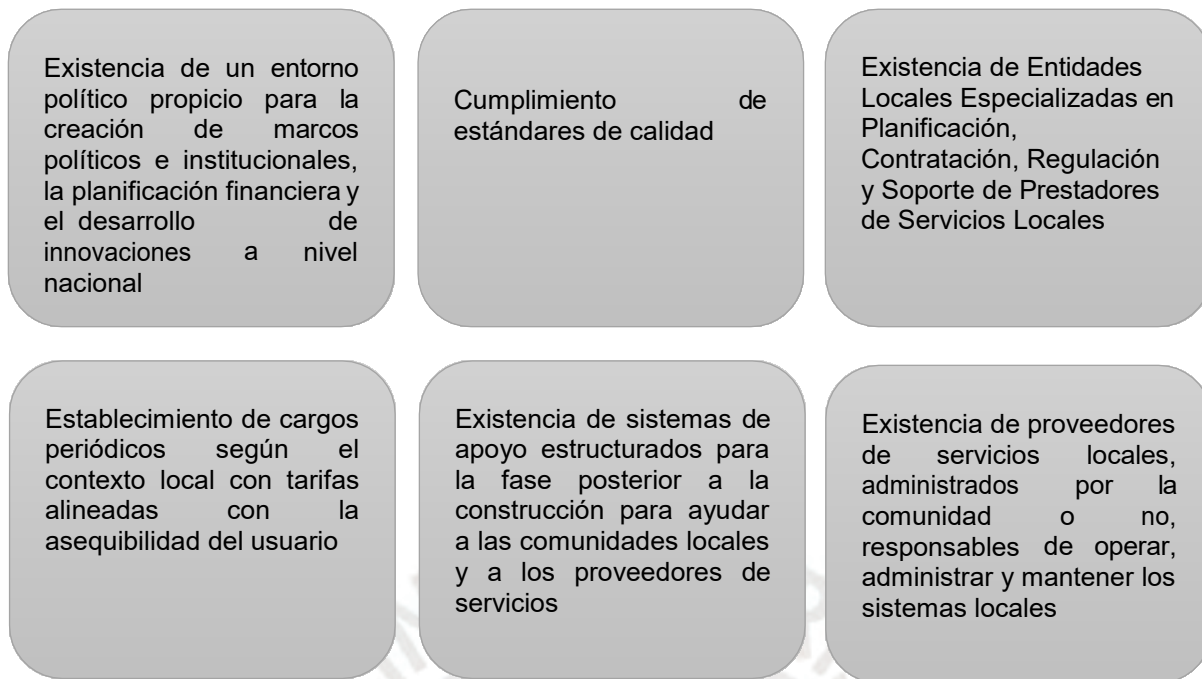 Existencia de un entorno
político propicio para la
creación de marcos
políticos e institucionales,
la planificación financiera y
el desarrollo de
innovaciones a nivel
nacional
Cumplimiento de
estándares de calidad
Existencia de Entidades
Locales Especializadas en
Planificación,
Contratación, Regulación
y Soporte de Prestadores
de Servicios Locales
Establecimiento de cargos
periódicos según el
contexto local con tarifas
alineadas con la
asequibilidad del usuario
Existencia de sistemas de
apoyo estructurados para
la fase posterior a la
construcción para ayudar
a las comunidades locales
y a los proveedores de
servicios
Existencia de proveedores
de servicios locales,
administrados por la
comunidad o no,
responsables de operar,
administrar y mantener los
sistemas locales